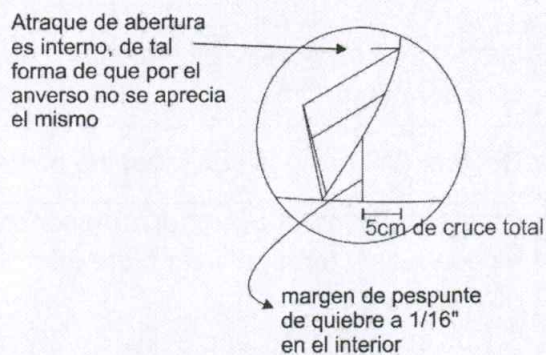 Atraque de abertura
es interno, de tal
forma de que por el
anverso no se aprecia
el mismo
5cm de cruce total
margen de pespunte
de quiebre a 1/16"
en el interior